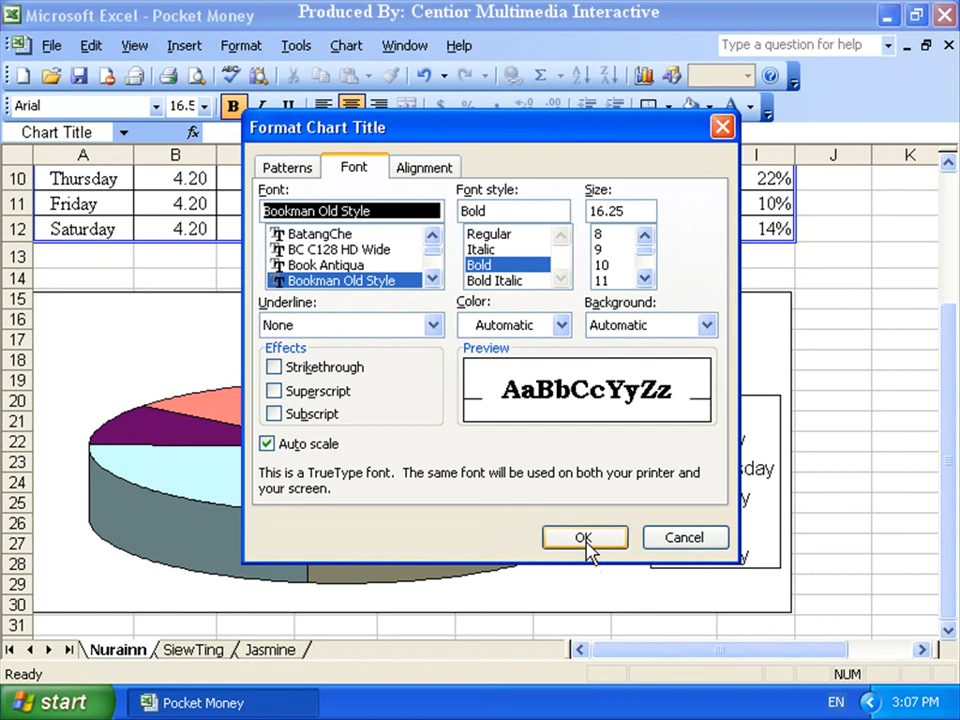 Microsoft Excel - Pocket Money
Produced By: Centior Multimedia Interactive
File Edit View Insert Format Tools Chart Window Help
Type a question for help
Arial 16.5 B I U
Chart Title fx
A B I J K
10 Thursday 4.20 22%
11 Friday 4.20 10%
12 Saturday 4.20 14%
13
14
15
16
17
18
19
20
21
22
23
24
25
26
27
28
29
30
31
sday
Format Chart Title
Patterns Font Alignment
Font: Font style: Size:
Bookman Old Style Bold 16.25
BatangChe Regular 8
BC C128 HD Wide Italic 9
Book Antiqua Bold 10
Bookman Old Style Bold Italic 11
Underline: Color: Background:
None Automatic Automatic
Effects Preview
Strikethrough
Superscript
Subscript
AaBbCcYyZz
Auto scale
This is a TrueType font. The same font will be used on both your printer and
your screen.
OK Cancel
Nurainn SiewTing Jasmine
Ready NUM
start Pocket Money EN 3:07 PM